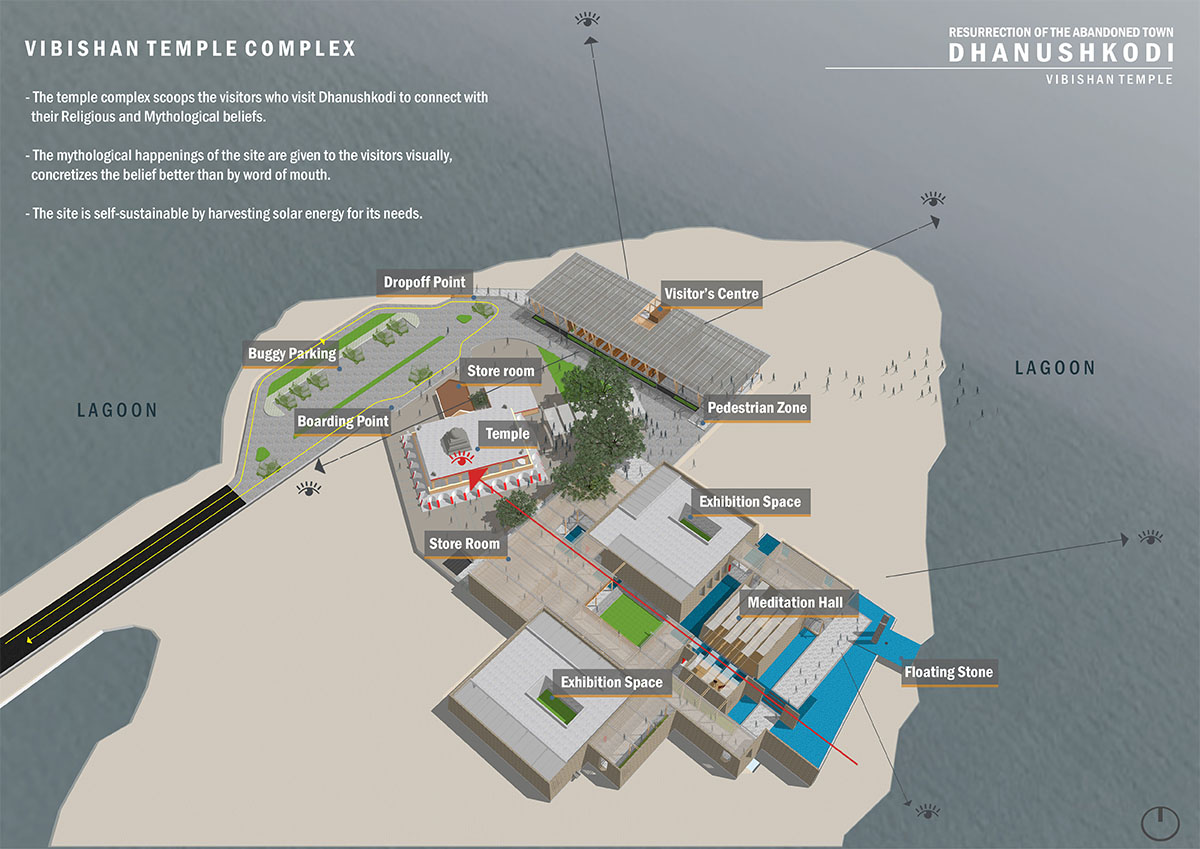 VIBISHAN TEMPLE COMPLEX
- The temple complex scoops the visitors who visit Dhanushkodi to connect with
their Religious and Mythological beliefs.
- The mythological happenings of the site are given to the visitors visually,
concretizes the belief better than by word of mouth.
- The site is self-sustainable by harvesting solar energy for its needs.
RESURRECTION OF THE ABANDONED TOWN
DHANUSHKODI
VIBISHAN TEMPLE
Dropoff Point
Visitor's Centre
Buggy Parking
Store room
LAGOON
LAGOON
Boarding Point
Pedestrian Zone
Temple
Exhibition Space
Store Room
Meditation Hall
Floating Stone
Exhibition Space